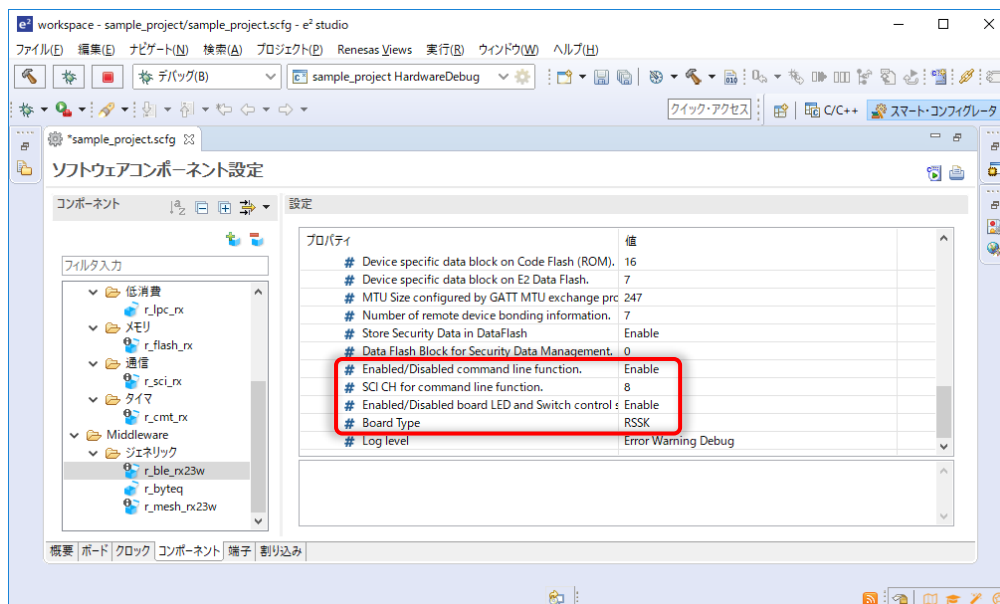 workspace - sample_project/sample_project.scfg - e² studio
ファイル(F) 編集(E) ナビゲート(N) 検索(A) プロジェクト(P) Renesas Views 実行(R) ウィンドウ(W) ヘルプ(H)
デバッグ(B) sample_project HardwareDebug
クイック・アクセス C/C++ スマート・コンフィグレータ
*sample_project.scfg
ソフトウェアコンポーネント設定
コンポーネント
設定
フィルタ入力
低消費
r_lpc_rx
メモリ
r_flash_rx
通信
r_sci_rx
タイマ
r_cmt_rx
Middleware
ジェネリック
r_ble_rx23w
r_byteq
r_mesh_rx23w
プロパティ 値
# Device specific data block on Code Flash (ROM). 16
# Device specific data block on E2 Data Flash. 7
# MTU Size configured by GATT MTU exchange prc 247
# Number of remote device bonding information. 7
# Store Security Data in DataFlash Enable
# Data Flash Block for Security Data Management. 0
# Enabled/Disabled command line function. Enable
# SCI CH for command line function. 8
# Enabled/Disabled board LED and Switch control s Enable
# Board Type RSSK
# Log level Error Warning Debug
概要 ボード クロック コンポーネント 端子 割り込み